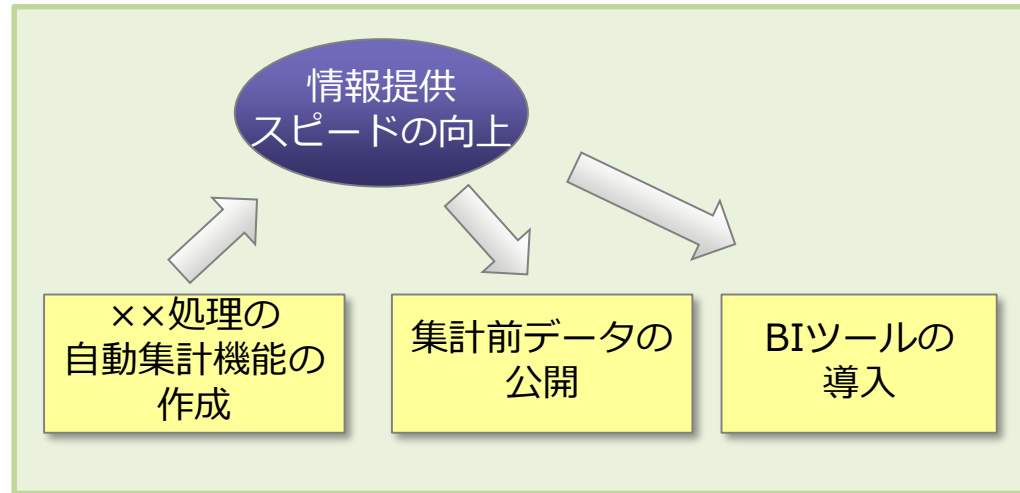 情報提供
スピードの向上
××処理の
自動集計機能の
作成
集計前データの
公開
BIツールの
導入